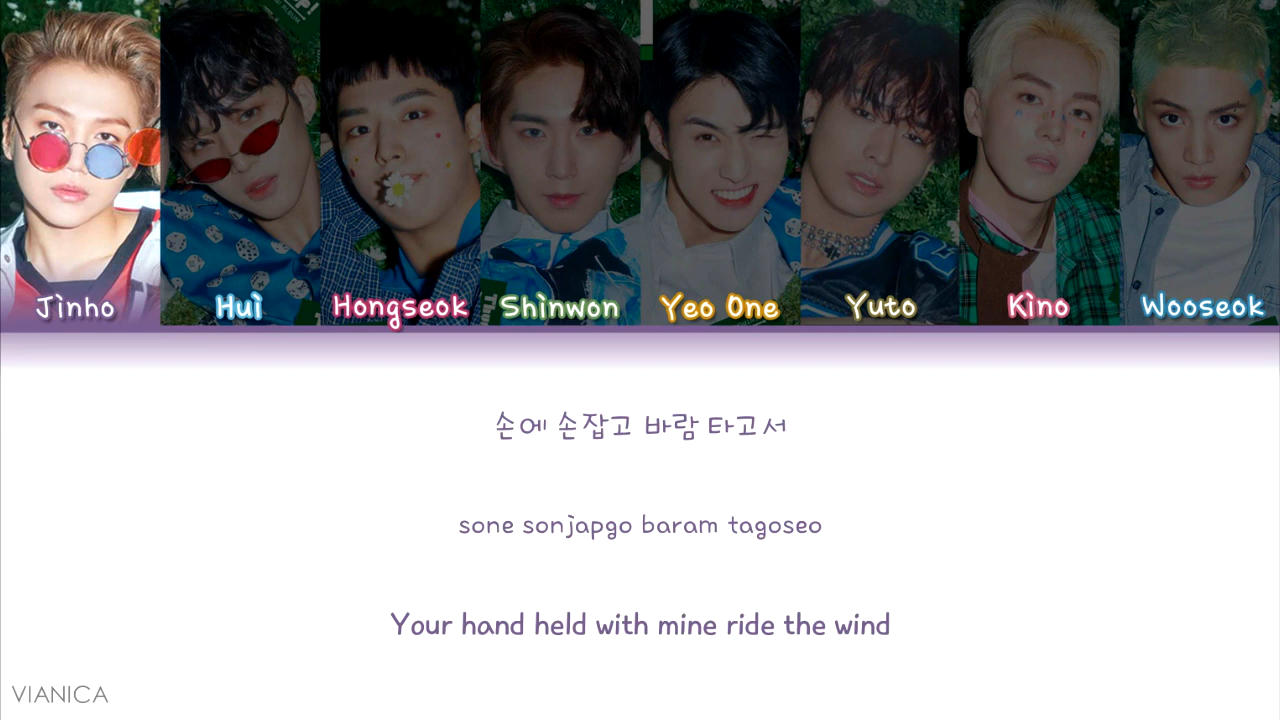 Jinho Hui Hongseok Shinwon Yeo One Yuto Kino Wooseok
손에 손잡고 바람 타고서
sone sonjapgo baram tagoseo
Your hand held with mine ride the wind
VIANICA